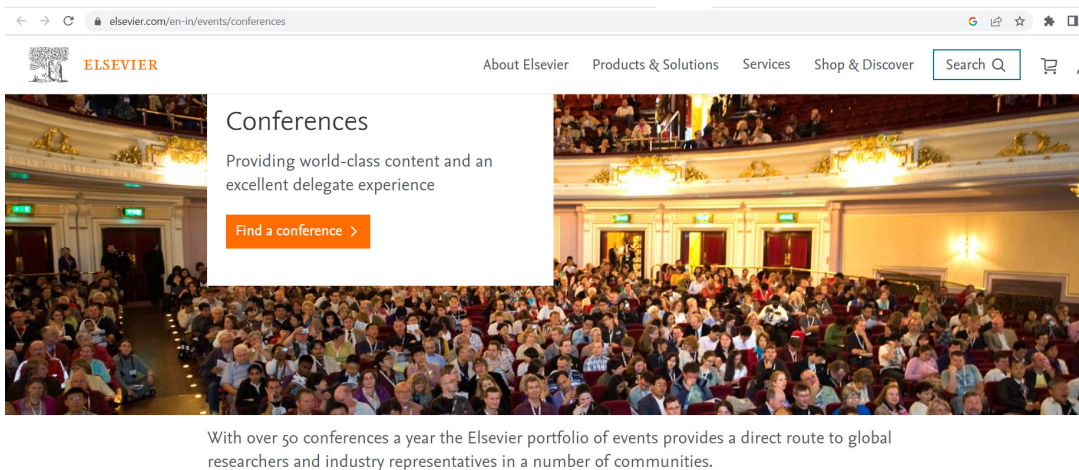 elsevier.com/en-in/events/conferences
ELSEVIER
About Elsevier Products & Solutions Services Shop & Discover Search
Conferences
Providing world-class content and an
excellent delegate experience
Find a conference
With over 50 conferences a year the Elsevier portfolio of events provides a direct route to global
researchers and industry representatives in a number of communities.